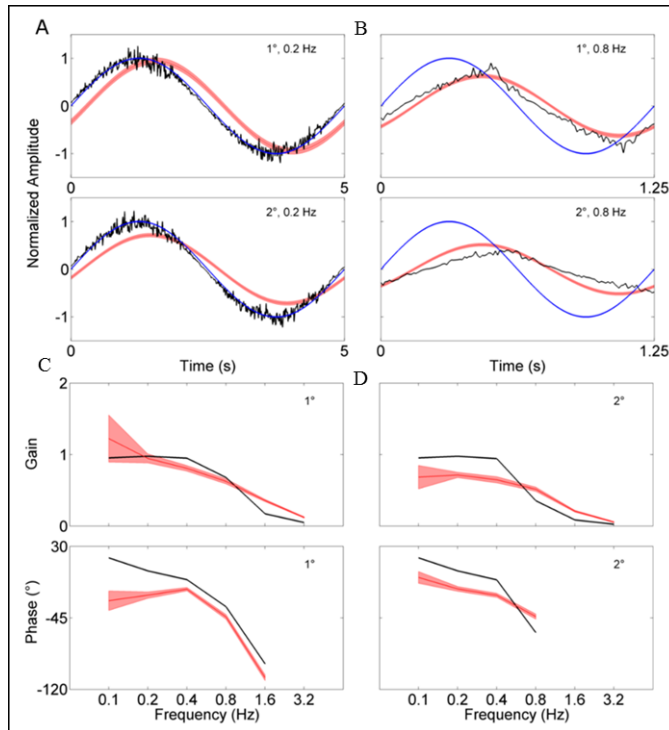 A
B
1°, 0.2 Hz
1°, 0.8 Hz
1
0
-1
0
5
0
1.25
Normalized Amplitude
2°, 0.2 Hz
2°, 0.8 Hz
1
0
-1
0
5
0
1.25
Time (s)
Time (s)
C
D
2
1
0
Gain
1°
2°
30
-45
-120
Phase (°)
1°
2°
0.1 0.2 0.4 0.8 1.6 3.2
0.1 0.2 0.4 0.8 1.6 3.2
Frequency (Hz)
Frequency (Hz)